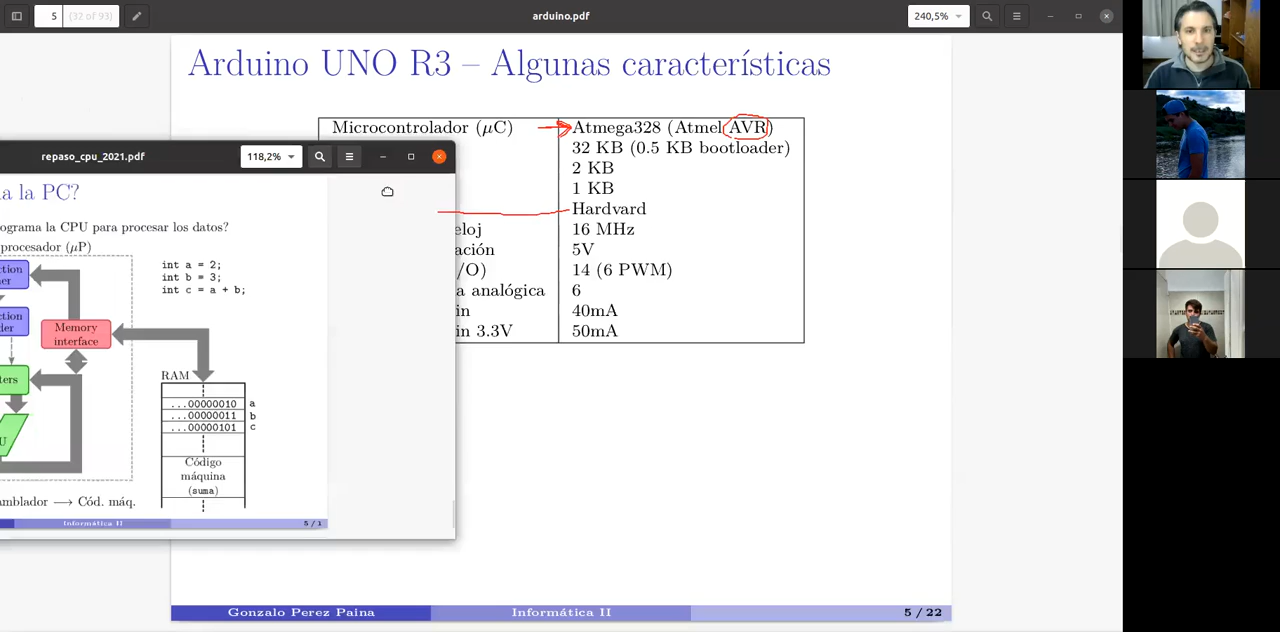 5 (32 of 93)
arduino.pdf
240,5%
Arduino UNO R3 – Algunas características
Microcontrolador (μC) Atmega328 (Atmel AVR)
32 KB (0.5 KB bootloader)
2 KB
1 KB
Hardvard
eloj 16 MHz
ación 5V
/O) 14 (6 PWM)
a analógica 6
in 40mA
in 3.3V 50mA
repaso_cpu_2021.pdf
118,2%
a la PC?
ograma la CPU para procesar los datos?
procesador (μP)
int a = 2;
int b = 3;
int c = a + b;
ction
er
ction
der
Memory
interface
ters
U
RAM
...00000010 a
...00000011 b
...00000101 c
Código
máquina
(suma)
amblador → Cód. máq.
Informática II 5 / 1
Gonzalo Perez Paina Informática II 5 / 22